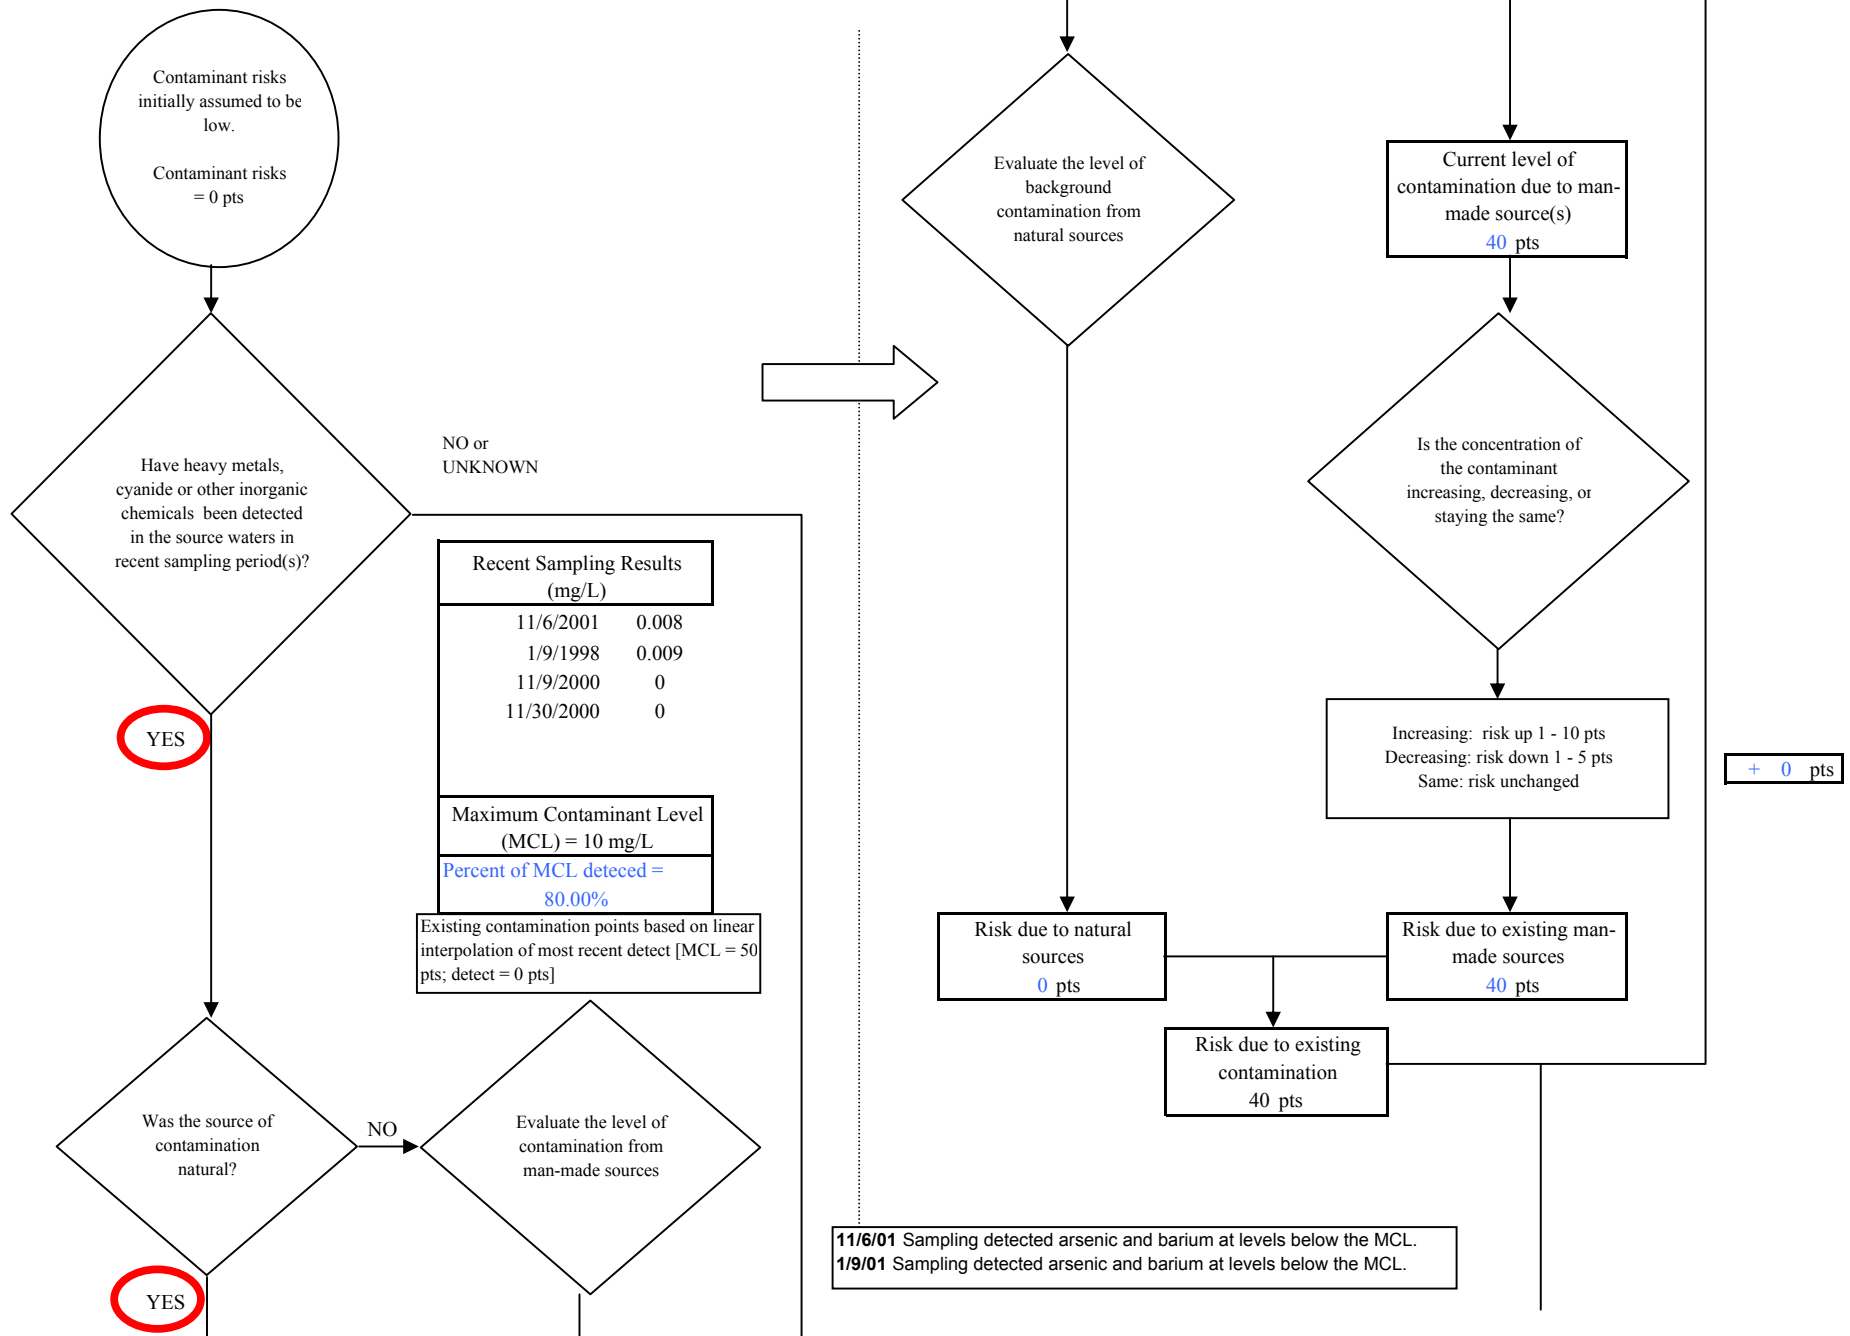 Contaminant risks
initially assumed to be
low.
Contaminant risks
= 0 pts
Have heavy metals,
cyanide or other inorganic
chemicals been detected
in the source waters in
recent sampling period(s)?
NO or
UNKNOWN
YES
Recent Sampling Results
(mg/L)
11/6/2001 0.008
1/9/1998 0.009
11/9/2000 0
11/30/2000 0
Maximum Contaminant Level
(MCL) = 10 mg/L
Percent of MCL deteced =
80.00%
Existing contamination points based on linear
interpolation of most recent detect [MCL = 50
pts; detect = 0 pts]
Was the source of
contamination
natural?
NO
YES
Evaluate the level of
contamination from
man-made sources
Evaluate the level of
background
contamination from
natural sources
Current level of
contamination due to man-
made source(s)
40 pts
Is the concentration of
the contaminant
increasing, decreasing, or
staying the same?
Increasing: risk up 1 - 10 pts
Decreasing: risk down 1 - 5 pts
Same: risk unchanged
+ 0 pts
Risk due to natural
sources
0 pts
Risk due to existing man-
made sources
40 pts
Risk due to existing
contamination
40 pts
11/6/01 Sampling detected arsenic and barium at levels below the MCL.
1/9/01 Sampling detected arsenic and barium at levels below the MCL.